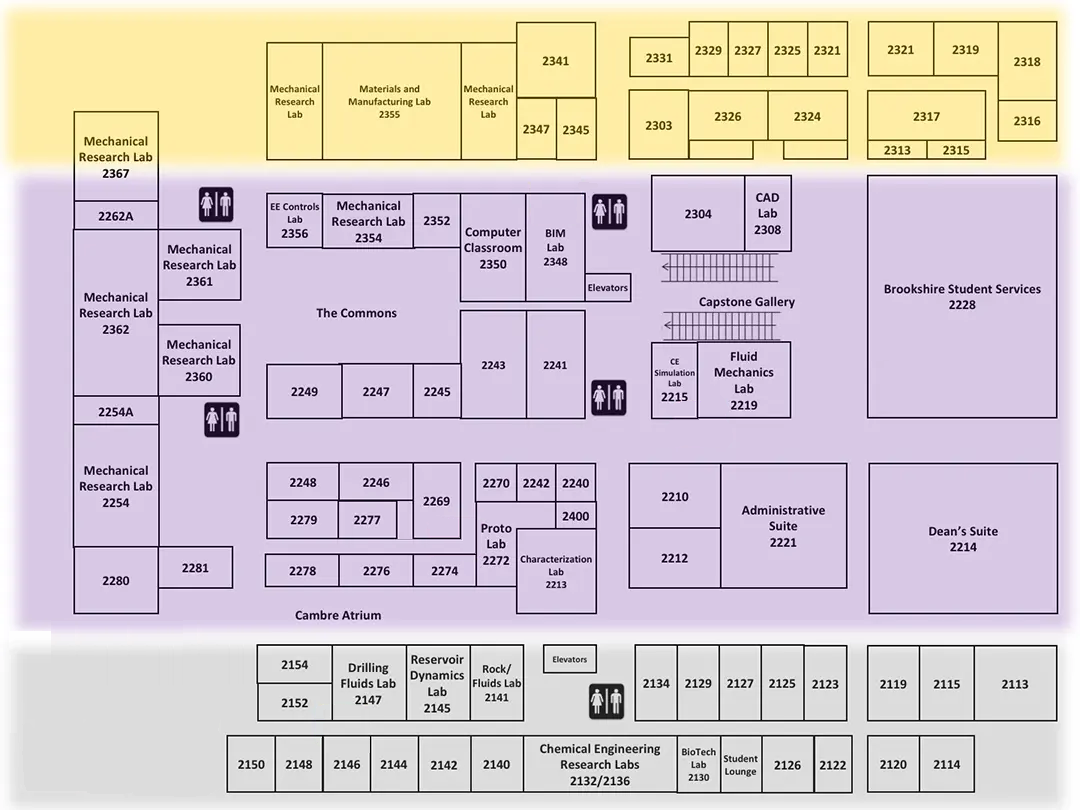 2341
2331
2329
2327
2325
2321
2321
2319
2318
Mechanical
Research
Lab
Materials and
Manufacturing Lab
2355
Mechanical
Research
Lab
2347
2345
2303
2326
2324
2317
2316
2313
2315
Mechanical
Research Lab
2367
2262A
Mechanical
Research Lab
2361
Mechanical
Research Lab
2362
Mechanical
Research Lab
2360
2254A
Mechanical
Research Lab
2254
2280
2281
EE Controls
Lab
2356
Mechanical
Research Lab
2354
2352
Computer
Classroom
2350
BIM
Lab
2348
Elevators
2304
CAD
Lab
2308
Capstone Gallery
Brookshire Student Services
2228
The Commons
2249
2247
2245
2243
2241
CE
Simulation
Lab
2215
Fluid
Mechanics
Lab
2219
2248
2246
2269
2279
2277
2278
2276
2274
2270
2242
2240
2400
Proto
Lab
2272
Characterization
Lab
2213
2210
2212
Administrative
Suite
2221
Dean's Suite
2214
Cambre Atrium
2154
2152
Drilling
Fluids Lab
2147
Reservoir
Dynamics
Lab
2145
Rock/
Fluids Lab
2141
Elevators
2134
2129
2127
2125
2123
2119
2115
2113
2150
2148
2146
2144
2142
2140
Chemical Engineering
Research Labs
2132/2136
BioTech
Lab
2130
Student
Lounge
2126
2122
2120
2114